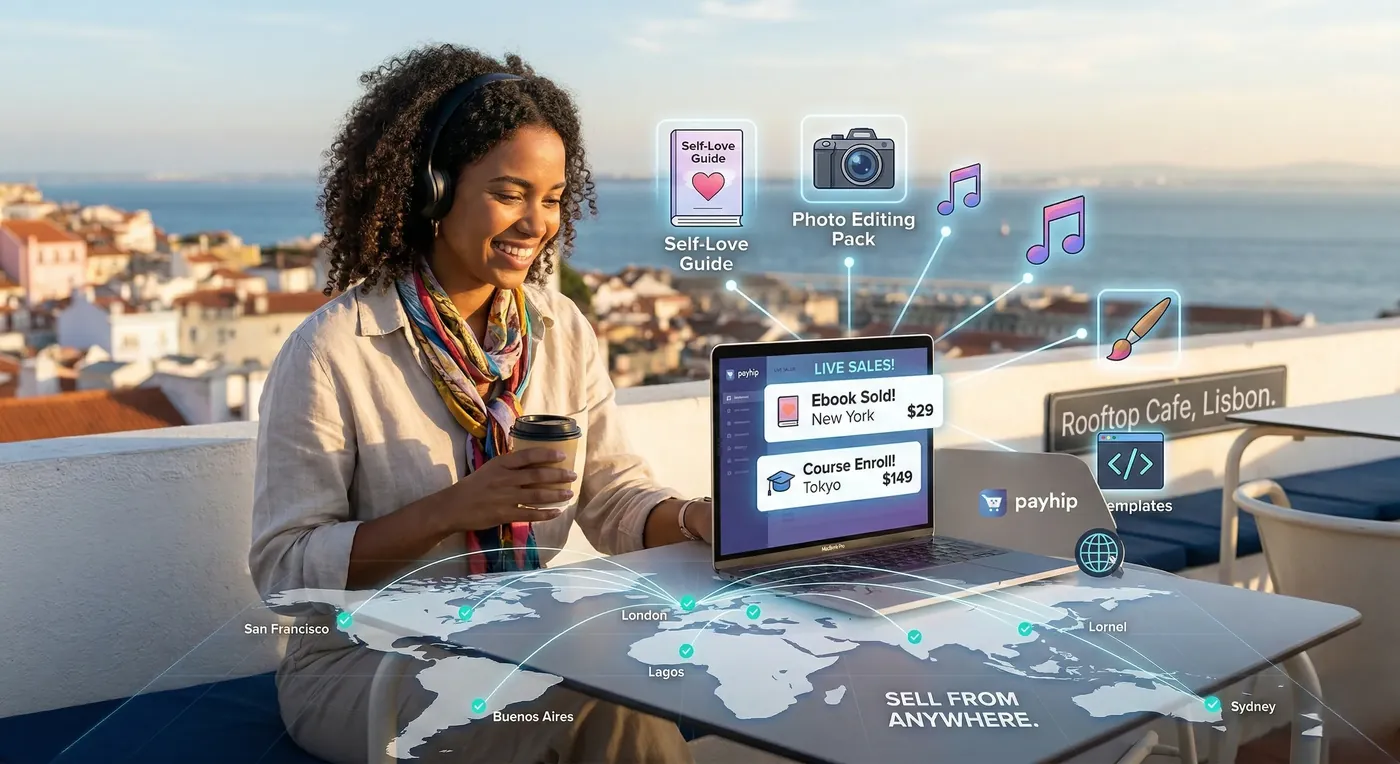 Self-Love
Guide
Self-Love
Guide
Photo Editing
Pack
payhip
LIVE SALES!
Ebook Sold!
New York
$29
Course Enroll!
Tokyo
$149
MacBook Pro
Rooftop Cafe, Lisbon.
</>
payhip
emplates
San Francisco
London
Lagos
Buenos Aires
Lornel
Sydney
SELL FROM
ANYWHERE.